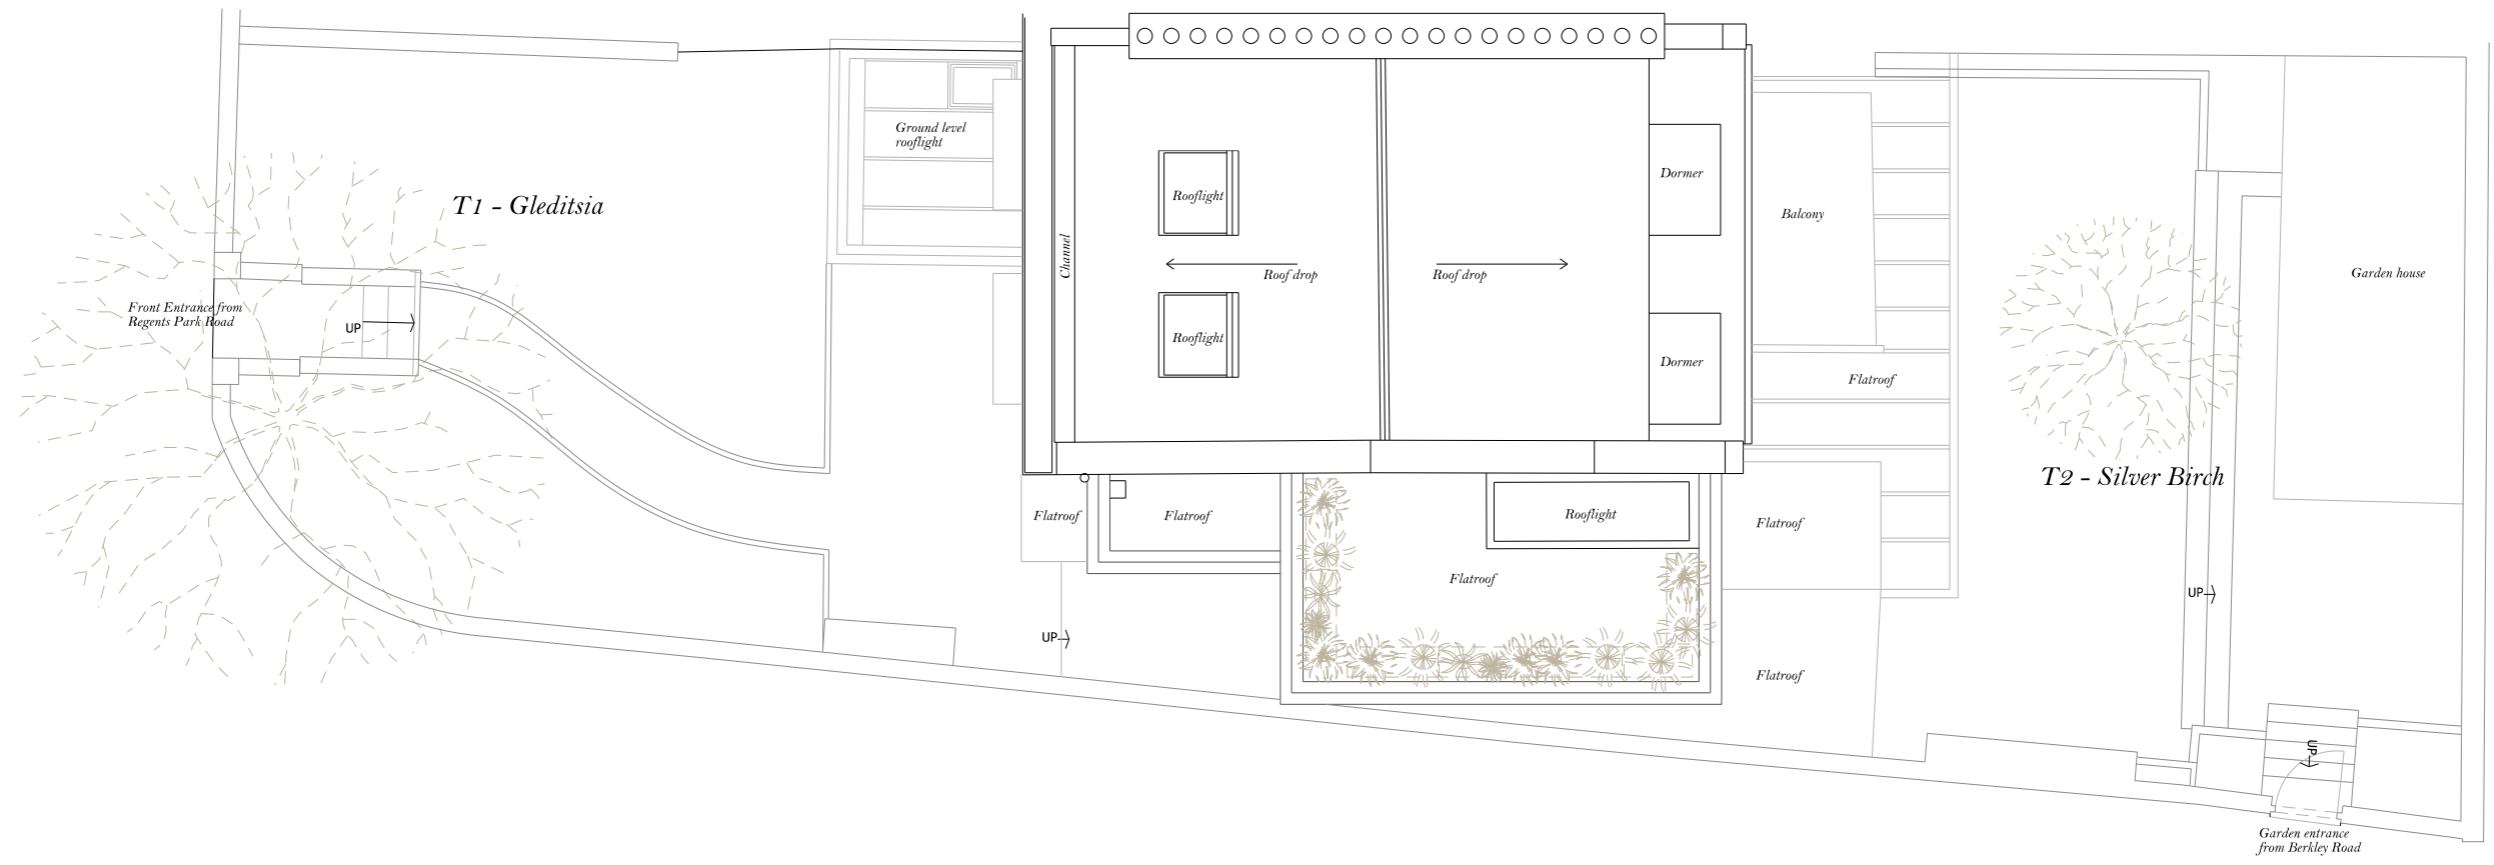 T1 - Gleditsia
Front Entrance from
Regents Park Road
UP
Ground level
rooflight
Channel
Rooflight
Roof drop
Rooflight
Roof drop
Dormer
Dormer
Balcony
Flatroof
Garden house
T2 - Silver Birch
Flatroof
Flatroof
Rooflight
Flatroof
Flatroof
Flatroof
UP
UP
UP
Garden entrance
from Berkley Road